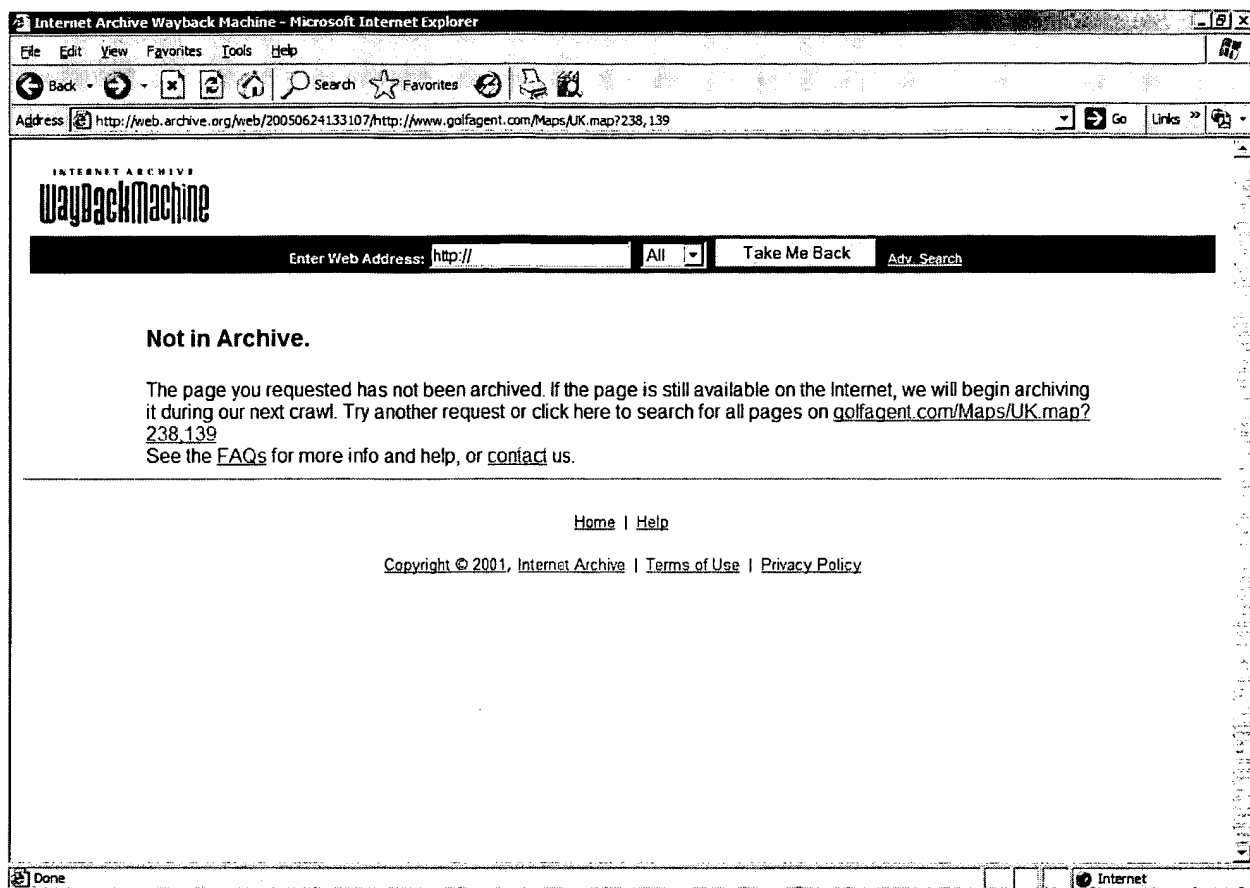 Internet Archive Wayback Machine - Microsoft Internet Explorer
File Edit View Favorites Tools Help
Back Search Favorites
Address http://web.archive.org/web/20050624133107/http://www.golfagent.com/Maps/UK.map?238,139 Go Links »
INTERNET ARCHIVE
WayBackMachine
Enter Web Address: http:// All Take Me Back Adv. Search
Not in Archive.
The page you requested has not been archived. If the page is still available on the Internet, we will begin archiving
it during our next crawl. Try another request or click here to search for all pages on golfagent.com/Maps/UK.map?
238,139
See the FAQs for more info and help, or contact us.
Home | Help
Copyright © 2001, Internet Archive | Terms of Use | Privacy Policy
Done Internet